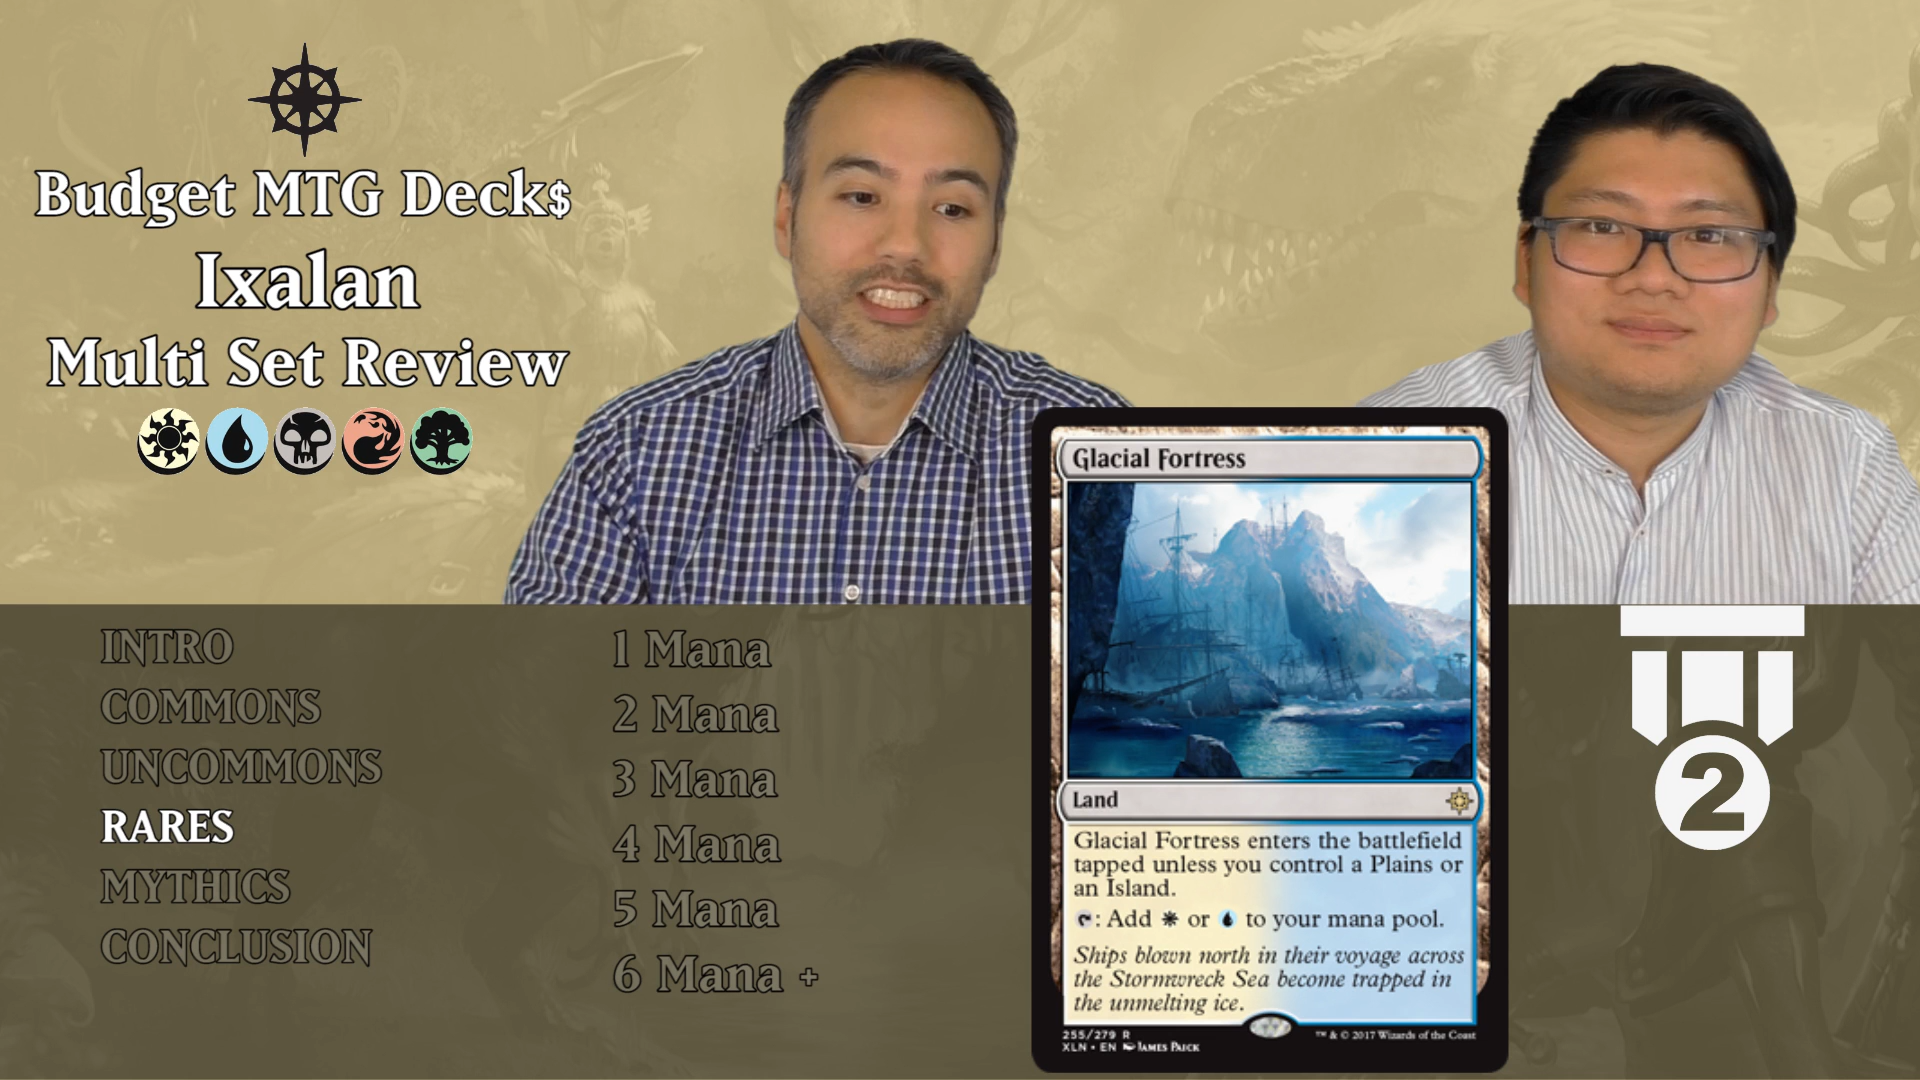 Budget MTG Deck$
Ixalan
Multi Set Review
INTRO
COMMONS
UNCOMMONS
RARES
MYTHICS
CONCLUSION
1 Mana
2 Mana
3 Mana
4 Mana
5 Mana
6 Mana +
Glacial Fortress
Land
Glacial Fortress enters the battlefield
tapped unless you control a Plains or
an Island.
: Add or to your mana pool.
Ships blown north in their voyage across
the Stormwreck Sea become trapped in
the unmelting ice.
255/279 R
XLN • EN James Paick
™ & © 2017 Wizards of the Coast
2